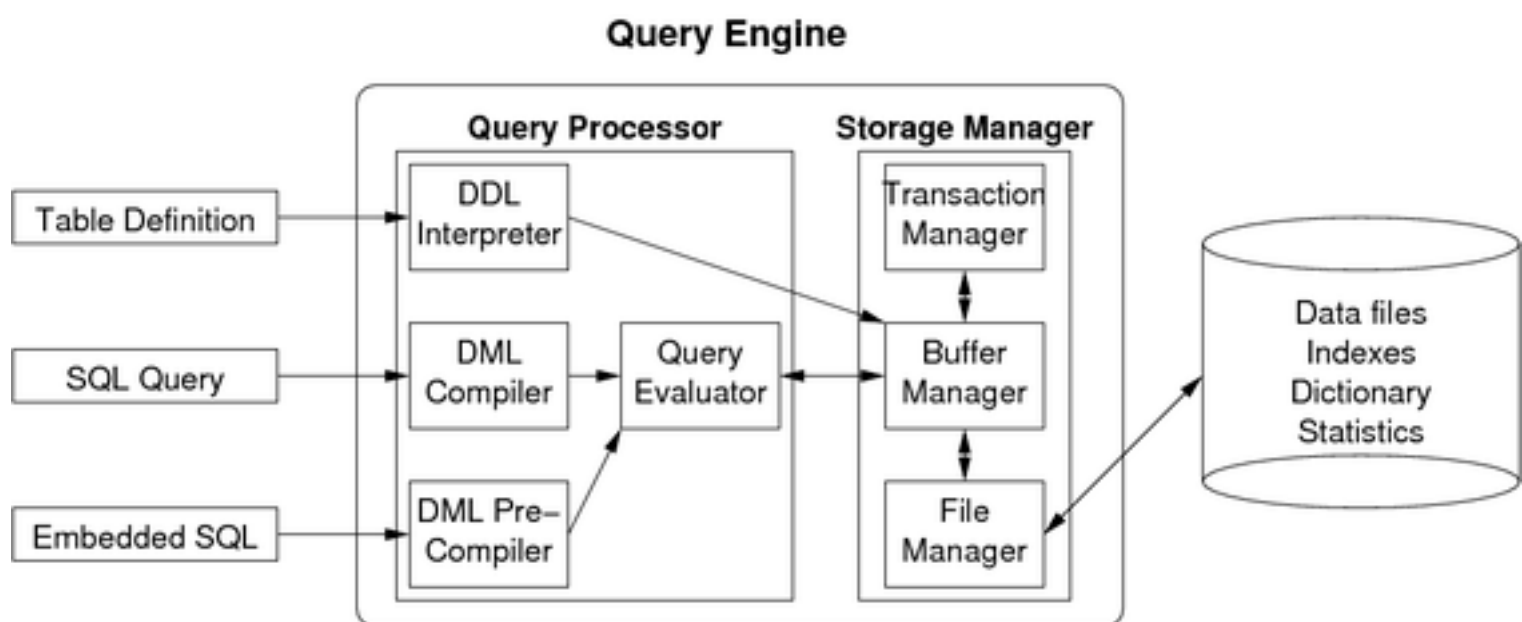 Query Engine
Query Processor
Storage Manager
Table Definition
DDL
Interpreter
Transaction
Manager
SQL Query
DML
Compiler
Query
Evaluator
Buffer
Manager
Data files
Indexes
Dictionary
Statistics
Embedded SQL
DML Pre–
Compiler
File
Manager